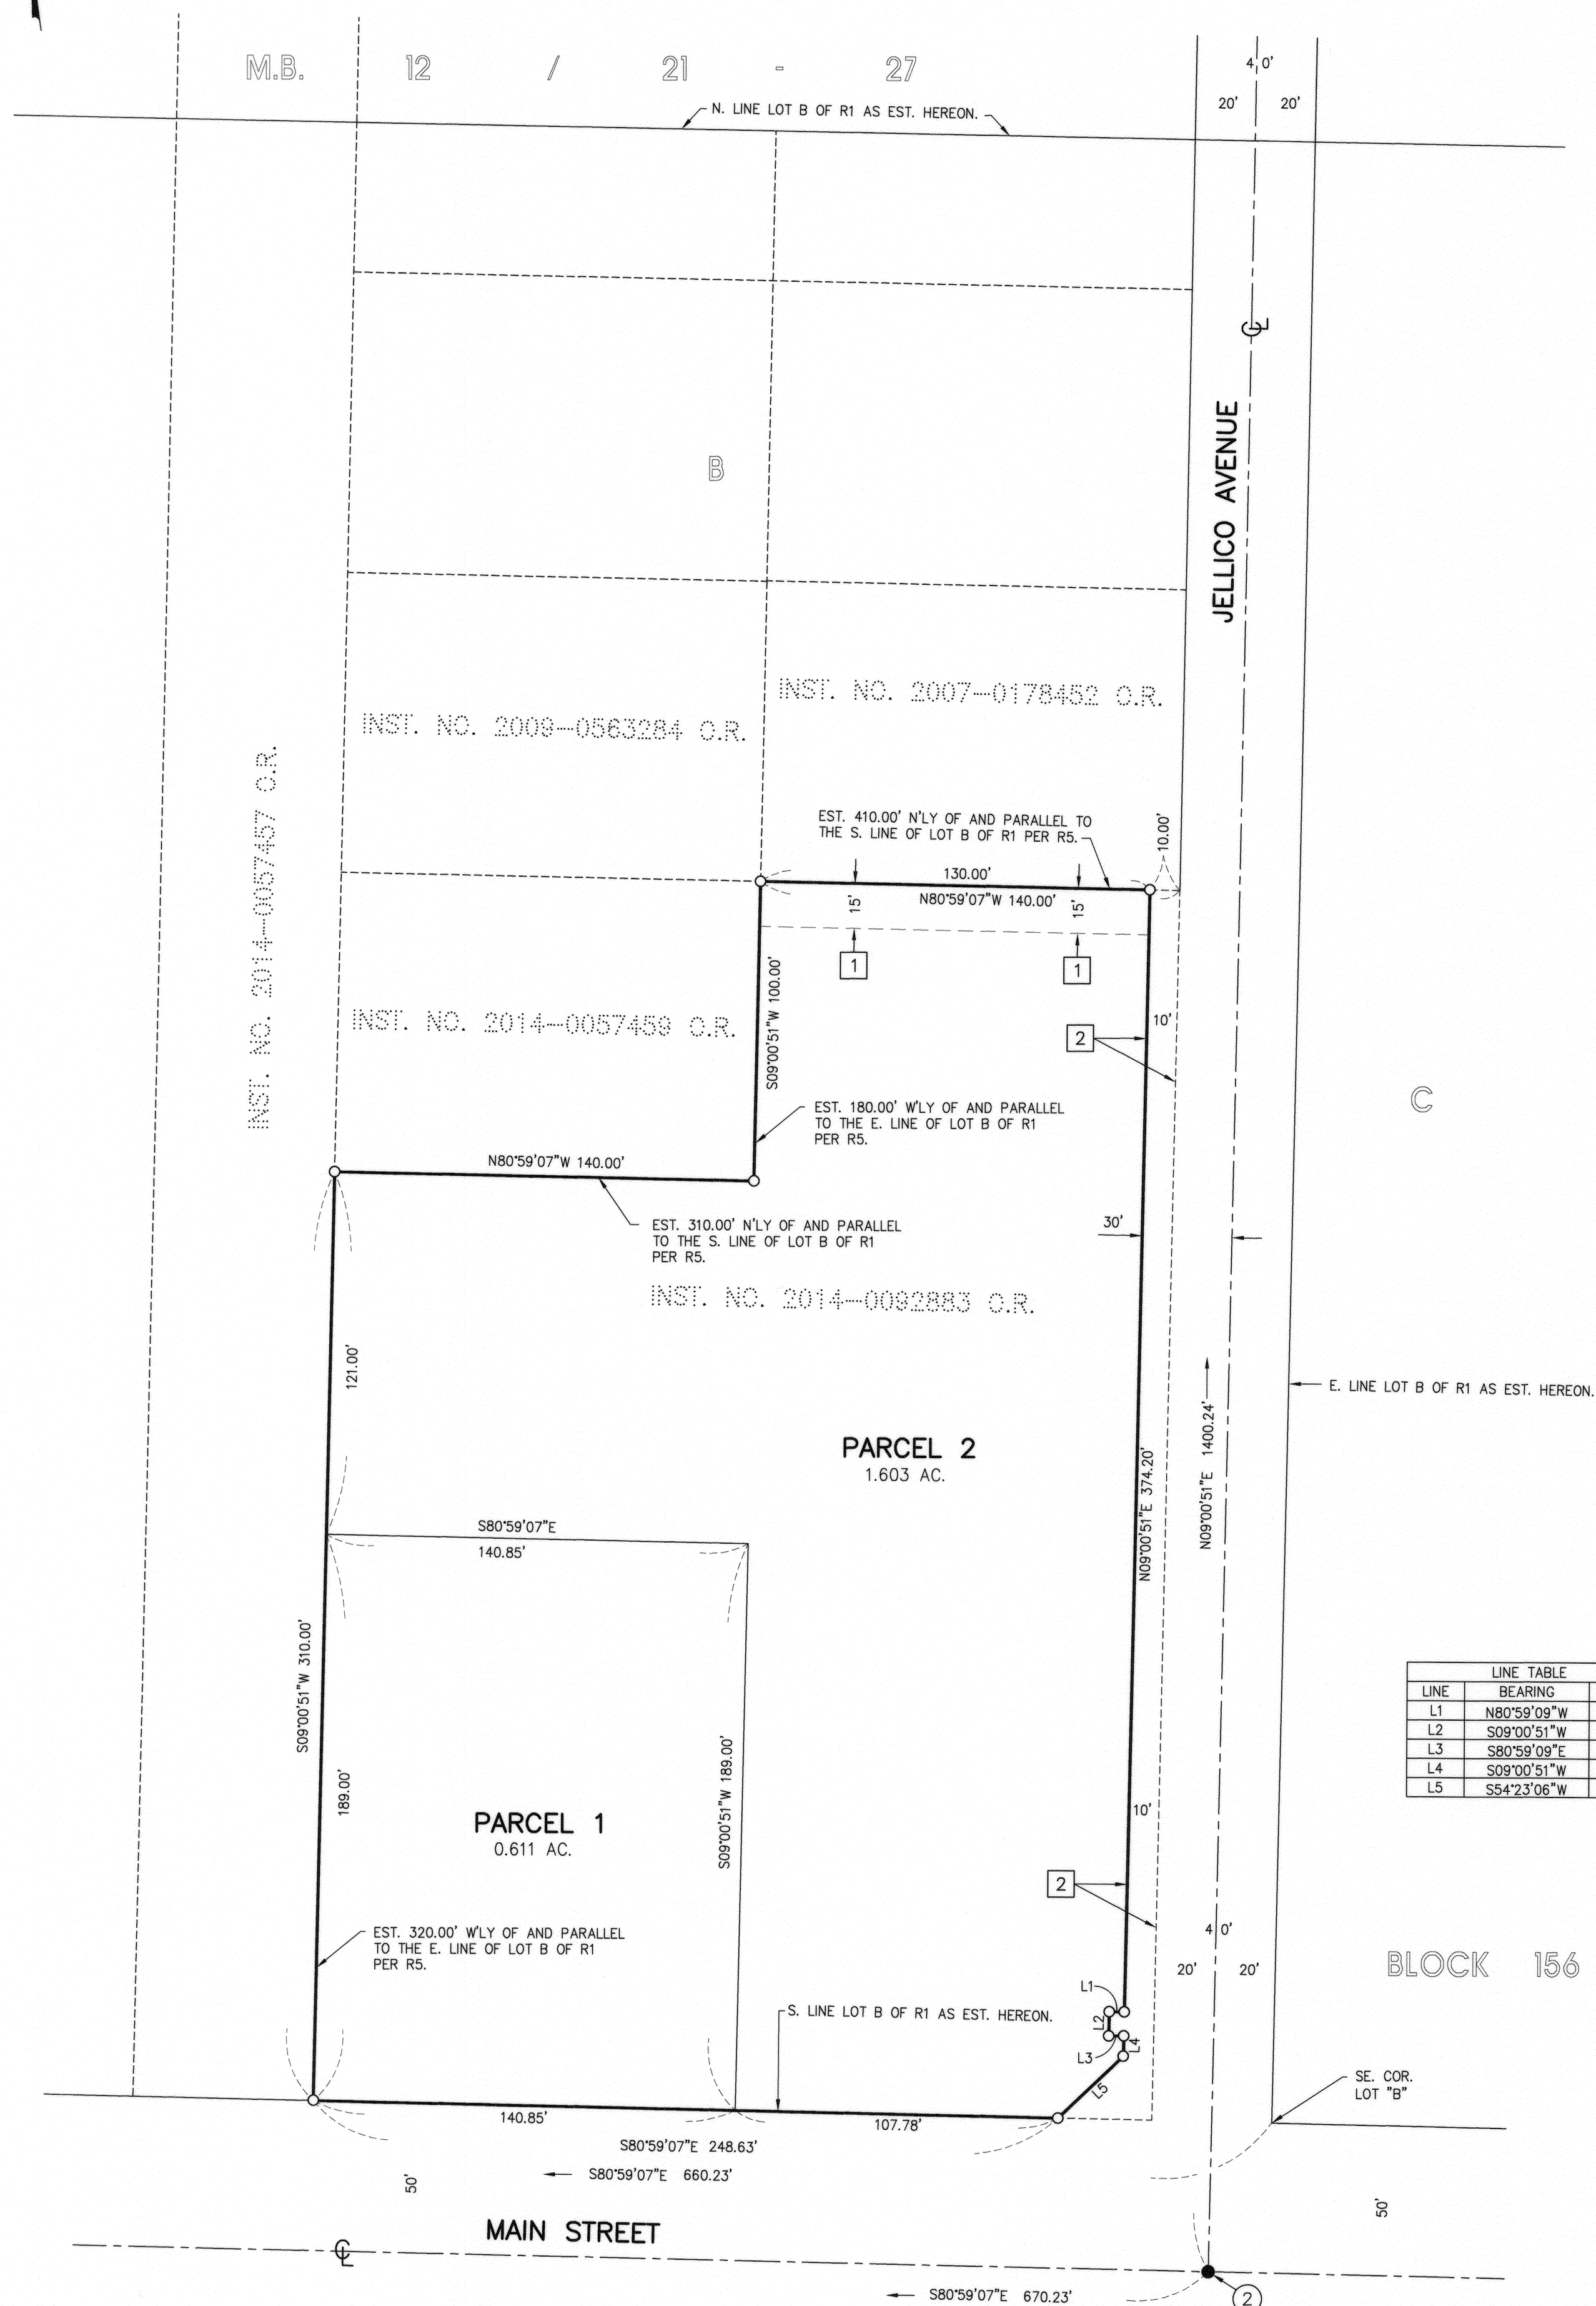 M.B. 12 / 21 - 27
4 0'
20' 20'
N. LINE LOT B OF R1 AS EST. HEREON.
JELLICO AVENUE
B
INST. NO. 2007-0178452 O.R.
INST. NO. 2009-0563284 O.R.
INST. NO. 2014-0057457 O.R.
EST. 410.00' N'LY OF AND PARALLEL TO
THE S. LINE OF LOT B OF R1 PER R5.
10.00'
130.00'
N80°59'07"W 140.00'
15'
15'
1
1
S09°00'51"W 100.00'
INST. NO. 2014-0057459 O.R.
10'
2
C
EST. 180.00' W'LY OF AND PARALLEL
TO THE E. LINE OF LOT B OF R1
PER R5.
N80°59'07"W 140.00'
EST. 310.00' N'LY OF AND PARALLEL
TO THE S. LINE OF LOT B OF R1
PER R5.
30'
INST. NO. 2014-0092883 O.R.
121.00'
E. LINE LOT B OF R1 AS EST. HEREON.
PARCEL 2
1.603 AC.
N09°00'51"E 374.20'
N09°00'51"E 1400.24'
S80°59'07"E
140.85'
S09°00'51"W 310.00'
189.00'
S09°00'51"W 189.00'
LINE TABLE
LINE BEARING
L1 N80°59'09"W
L2 S09°00'51"W
L3 S80°59'09"E
L4 S09°00'51"W
L5 S54°23'06"W
PARCEL 1
0.611 AC.
10'
2
EST. 320.00' W'LY OF AND PARALLEL
TO THE E. LINE OF LOT B OF R1
PER R5.
4 0'
20' 20'
BLOCK 156
L1
L2
L3
L4
L5
S. LINE LOT B OF R1 AS EST. HEREON.
SE. COR.
LOT "B"
140.85'
107.78'
S80°59'07"E 248.63'
S80°59'07"E 660.23'
50'
50'
MAIN STREET
S80°59'07"E 670.23'
2